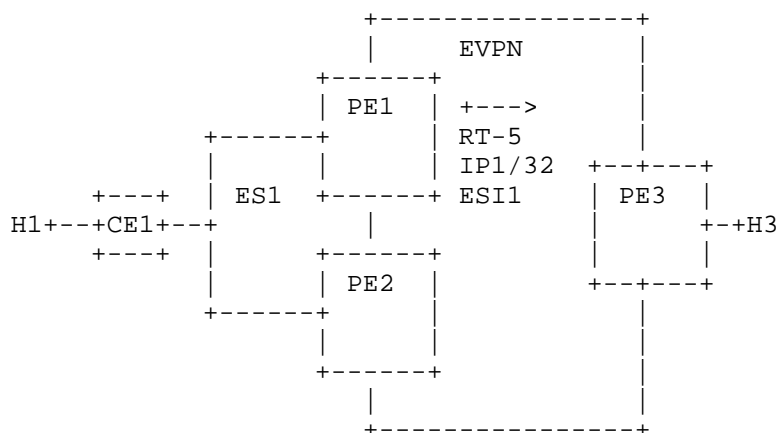 EVPN
PE1
+--->
RT-5
IP1/32
ES1
ESI1
PE3
H1+--+CE1+--+
+-+H3
PE2